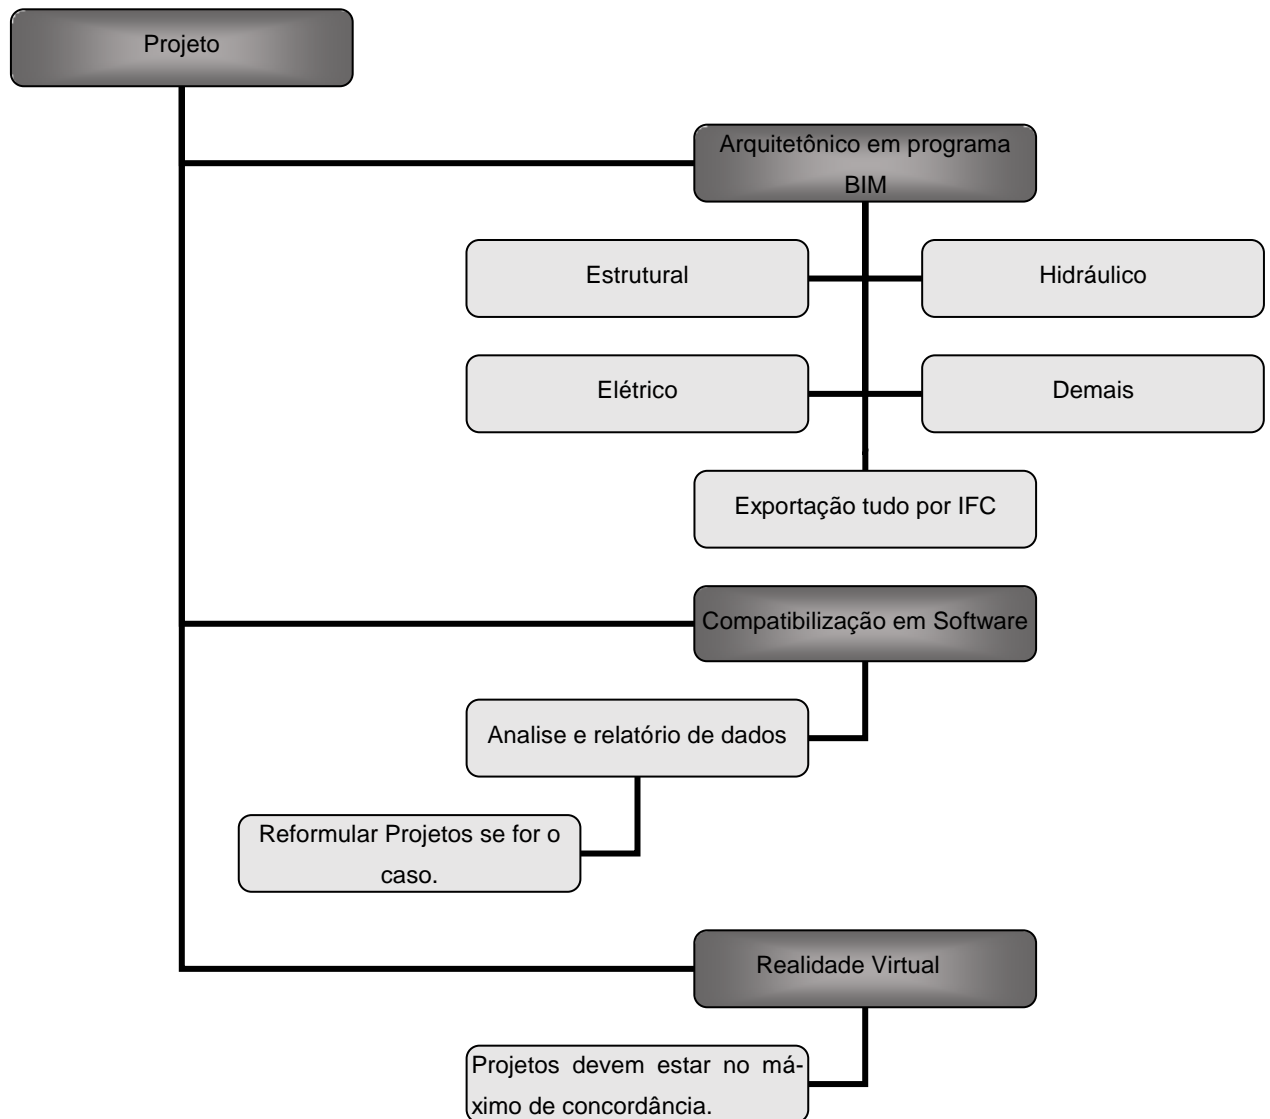 Projeto
Arquitetônico em programa
BIM
Estrutural
Hidráulico
Elétrico
Demais
Exportação tudo por IFC
Compatibilização em Software
Analise e relatório de dados
Reformular Projetos se for o
caso.
Realidade Virtual
Projetos devem estar no má-
ximo de concordância.